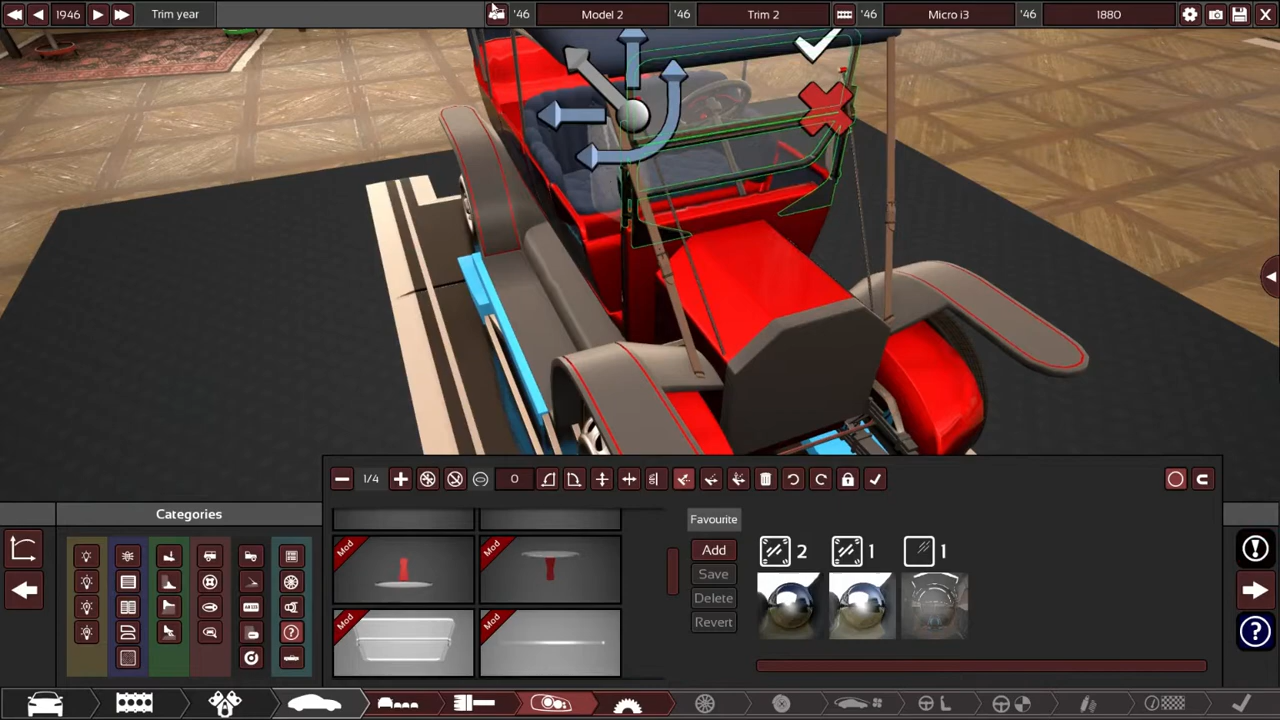 1946 Trim year '46 Model 2 '46 Trim 2 '46 Micro i3 '46 1880
1/4 0
Categories
Favourite
Add
Save
Delete
Revert
2 1 1
Mod Mod
Mod Mod